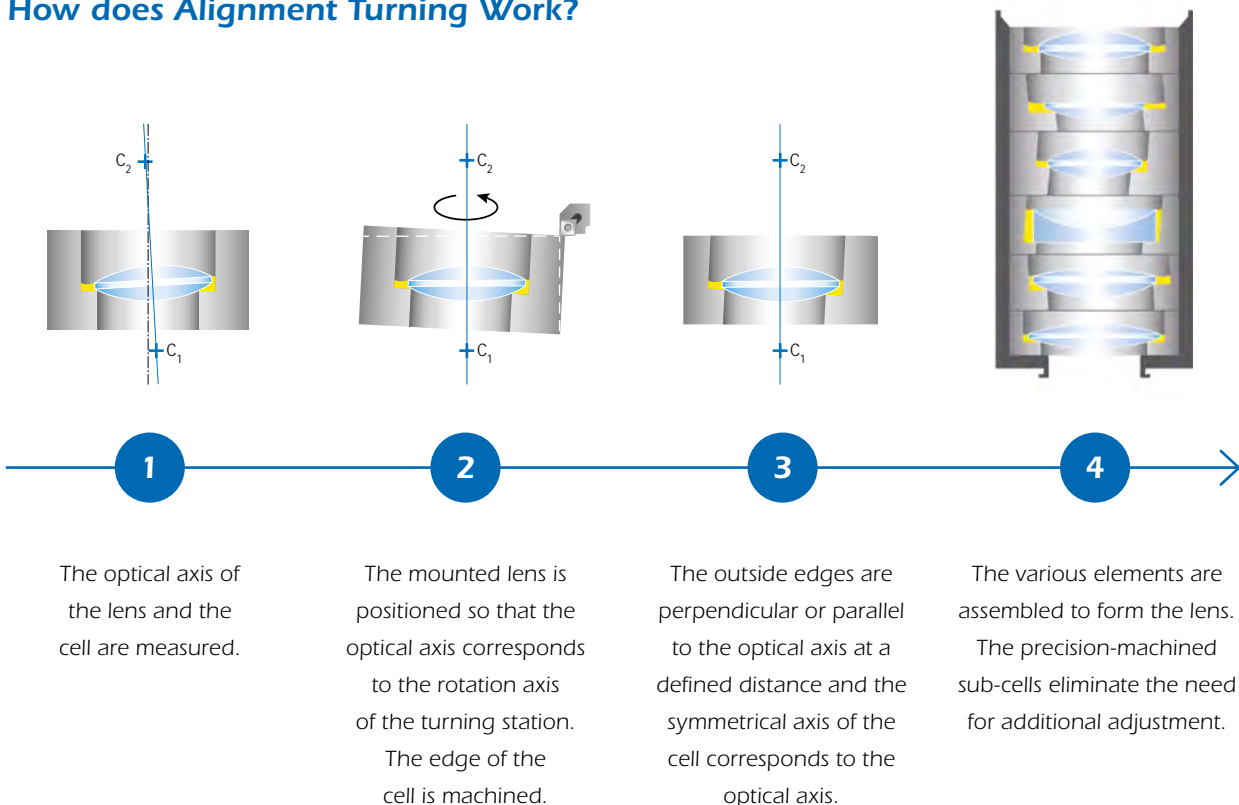 How does Alignment Turning Work?
C2
C1
C2
C1
C2
C1
1
2
3
4
The optical axis of
the lens and the
cell are measured.
The mounted lens is
positioned so that the
optical axis corresponds
to the rotation axis
of the turning station.
The edge of the
cell is machined.
The outside edges are
perpendicular or parallel
to the optical axis at a
defined distance and the
symmetrical axis of the
cell corresponds to the
optical axis.
The various elements are
assembled to form the lens.
The precision-machined
sub-cells eliminate the need
for additional adjustment.